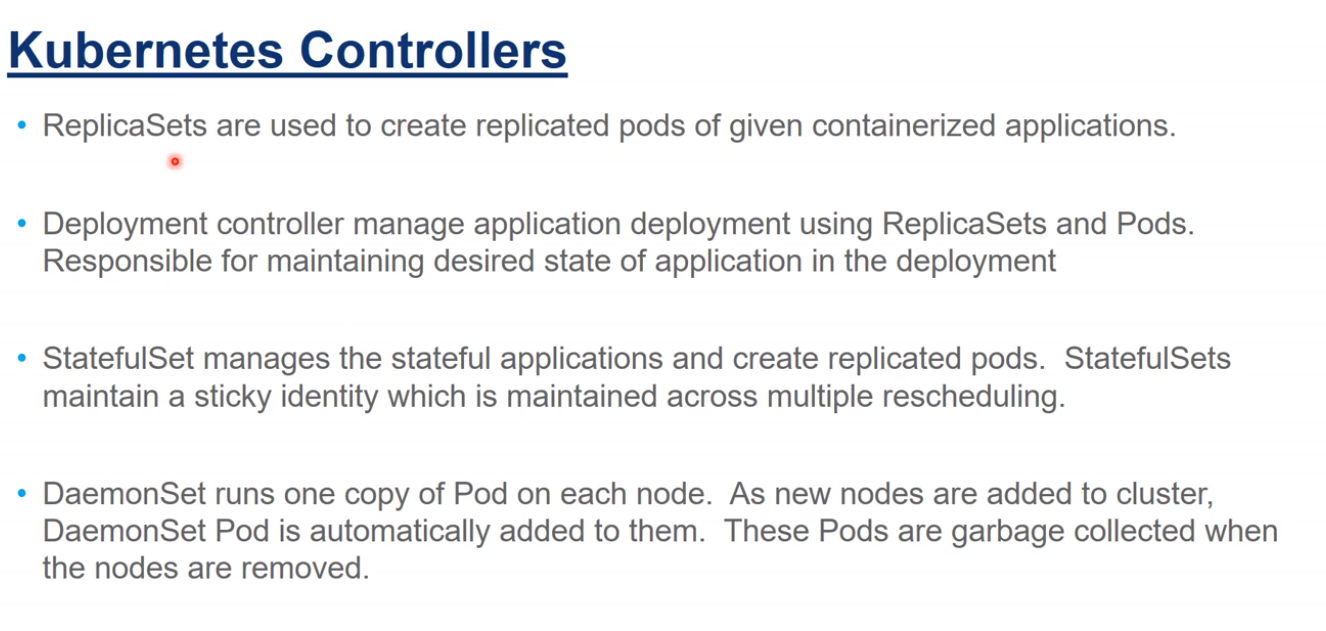 Kubernetes Controllers
• ReplicaSets are used to create replicated pods of given containerized applications.
• Deployment controller manage application deployment using ReplicaSets and Pods.
Responsible for maintaining desired state of application in the deployment
• StatefulSet manages the stateful applications and create replicated pods.  StatefulSets
maintain a sticky identity which is maintained across multiple rescheduling.
• DaemonSet runs one copy of Pod on each node.  As new nodes are added to cluster,
DaemonSet Pod is automatically added to them.  These Pods are garbage collected when
the nodes are removed.